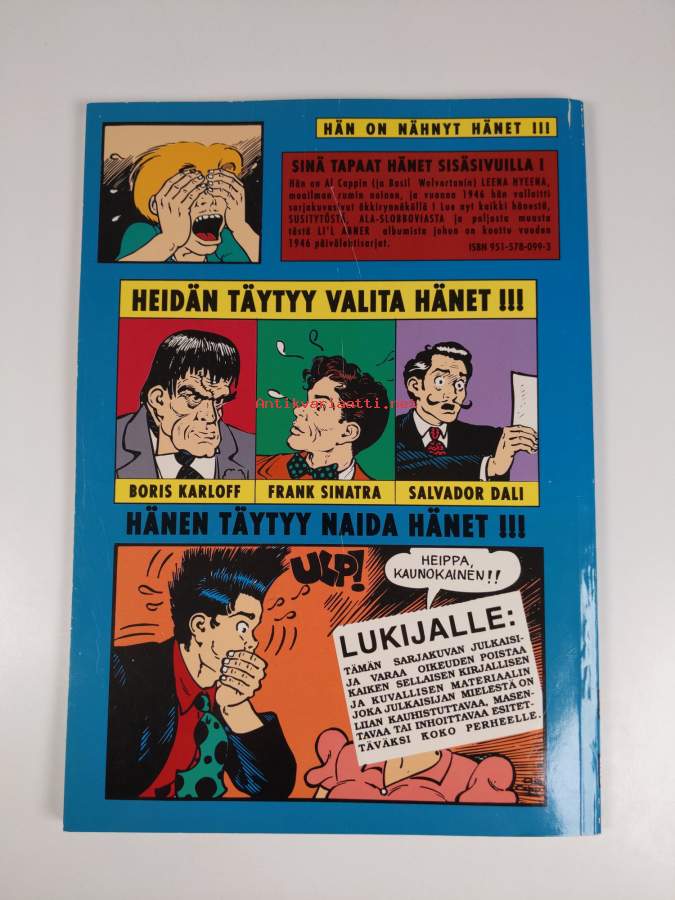 HÄN ON NÄHNYT HÄNET !!!
SINÄ TAPAAT HÄNET SISÄSIVUILLA !
Hän on Al Cappin (ja Basil Wolvertonin) LEENA HYEENA,
maailman rumin nainen, ja vuonna 1946 hän valloitti
sarjakuvasivut äkkirynnäköllä ! Lue nyt kaikki hänestä,
SUSITYTÖSTÄ, ALA-SLOBBOVIASTA ja paljosta muusta
tästä LI'L ABNER albumista johon on koottu vuoden
1946 päivälehtisarjat.
ISBN 951-578-099-3
HEIDÄN TÄYTYY VALITA HÄNET !!!
Antikvariaatti.net
BORIS KARLOFF
FRANK SINATRA
SALVADOR DALI
HÄNEN TÄYTYY NAIDA HÄNET !!!
ULP!
HEIPPA,
KAUNOKAINEN!!
LUKIJALLE:
TÄMÄN SARJAKUVAN JULKAISI-
JA VARAA OIKEUDEN POISTAA
KAIKEN SELLAISEN KIRJALLISEN
JA KUVALLISEN MATERIAALIN
JOKA JULKAISIJAN MIELESTÄ ON
LIIAN KAUHISTUTTAVAA, MASEN-
TAVAA TAI INHOITTAVAA ESITET-
TÄVÄKSI KOKO PERHEELLE.